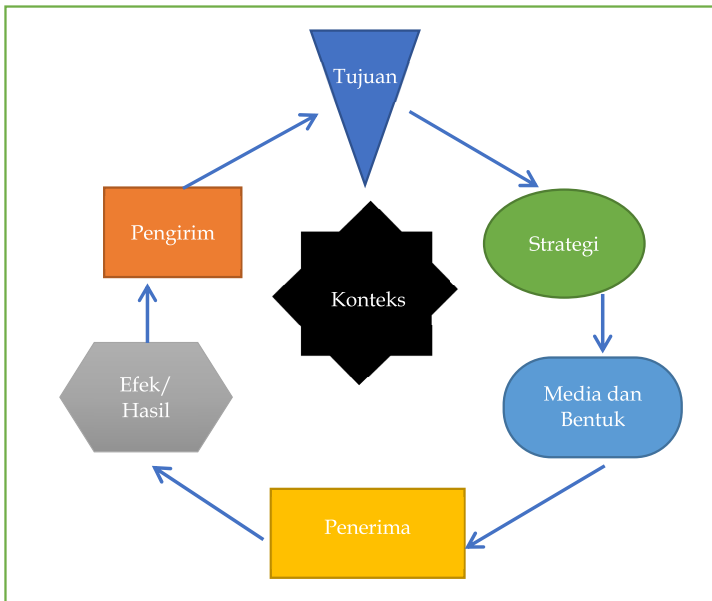 Tujuan
Pengirim
Strategi
Konteks
Efek/
Hasil
Media dan
Bentuk
Penerima